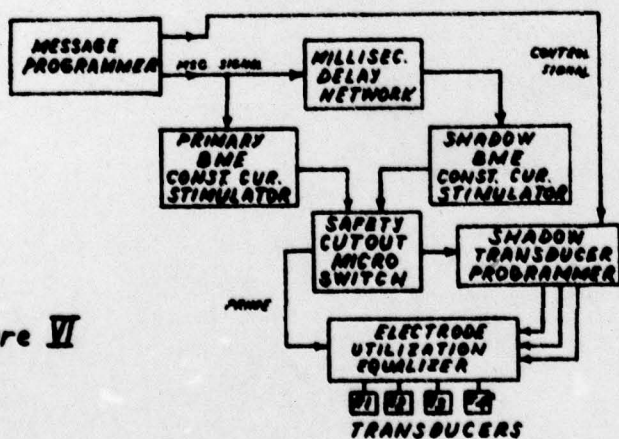 MESSAGE
PROGRAMMER
MSG SIGNAL
MILLISEC.
DELAY
NETWORK
CONTROL
SIGNAL
PRIMARY
BME
CONST. CUR.
STIMULATOR
SHADOW
BME
CONST. CUR.
STIMULATOR
SAFETY
CUTOUT
MICRO
SWITCH
SHADOW
TRANSDUCER
PROGRAMMER
re VI
ELECTRODE
UTILIZATION
EQUALIZER
TRANSDUCERS